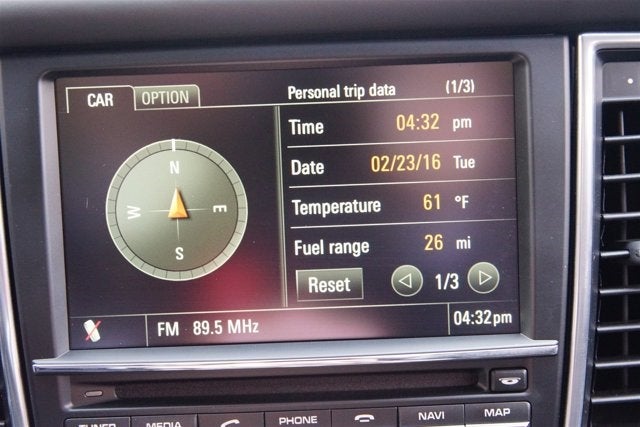 CAR OPTION Personal trip data (1/3)
Time 04:32 pm
Date 02/23/16 Tue
Temperature 61 °F
Fuel range 26 mi
Reset 1/3
N
W E
S
FM 89.5 MHz 04:32pm
TUNER MEDIA PHONE NAVI MAP